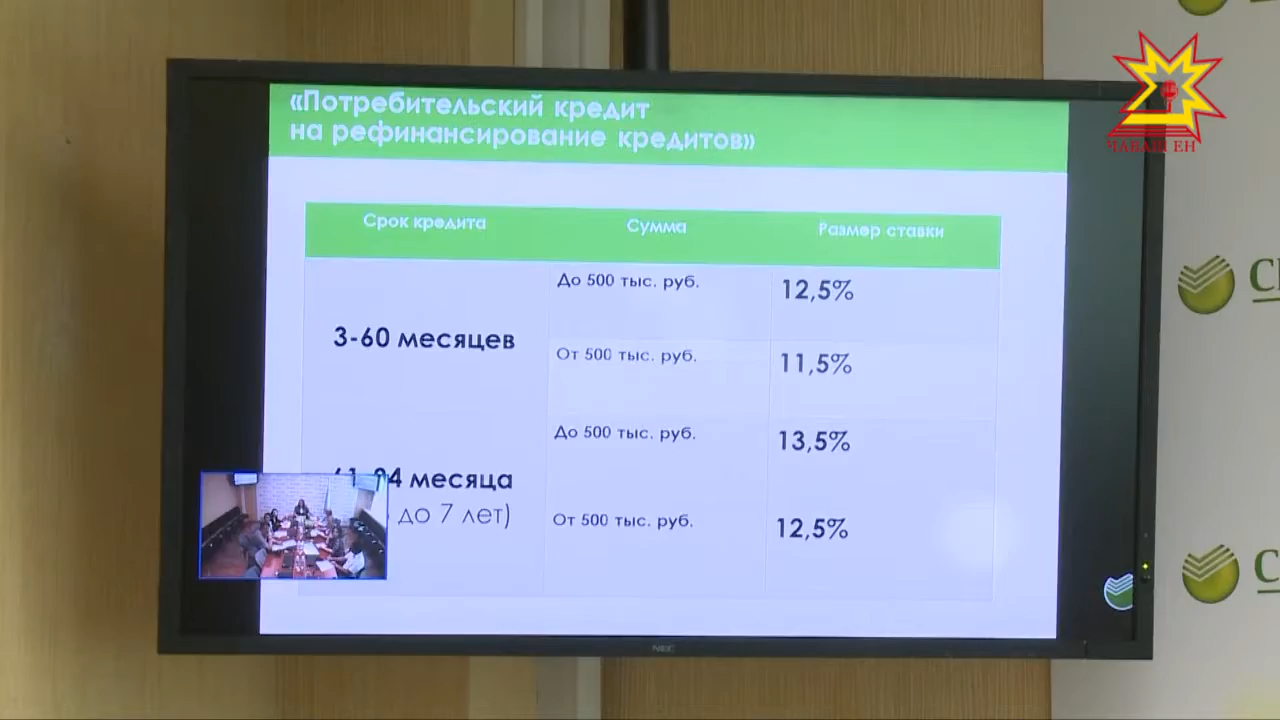 «Потребительский кредит
на рефинансирование кредитов»
ЧĂВАШ ЕН
Срок кредита
Сумма
Размер ставки
3-60 месяцев
До 500 тыс. руб.
12,5%
От 500 тыс. руб.
11,5%
месяца
до 7 лет)
До 500 тыс. руб.
13,5%
От 500 тыс. руб.
12,5%
NEC